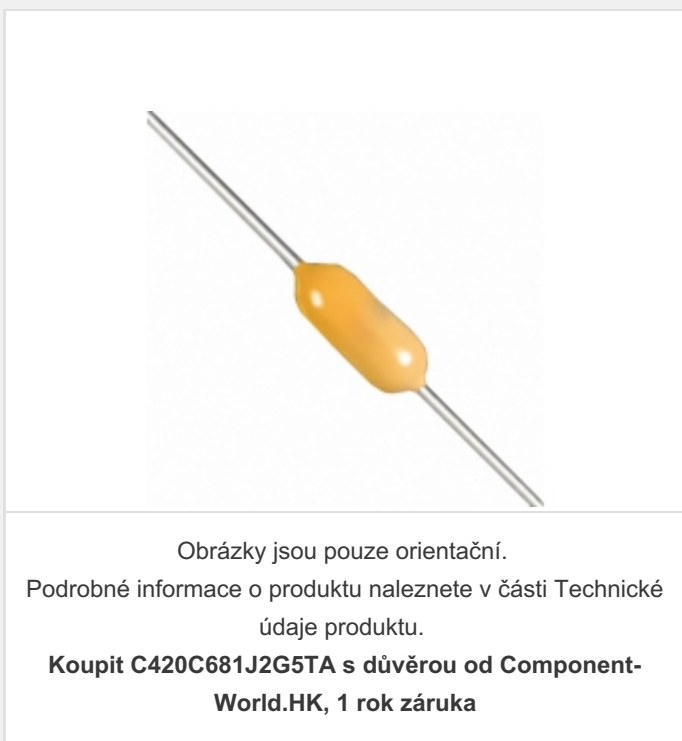 Obrázky jsou pouze orientační.
Podrobné informace o produktu naleznete v části Technické
údaje produktu.
Koupit C420C681J2G5TA s důvěrou od Component-
World.HK, 1 rok záruka